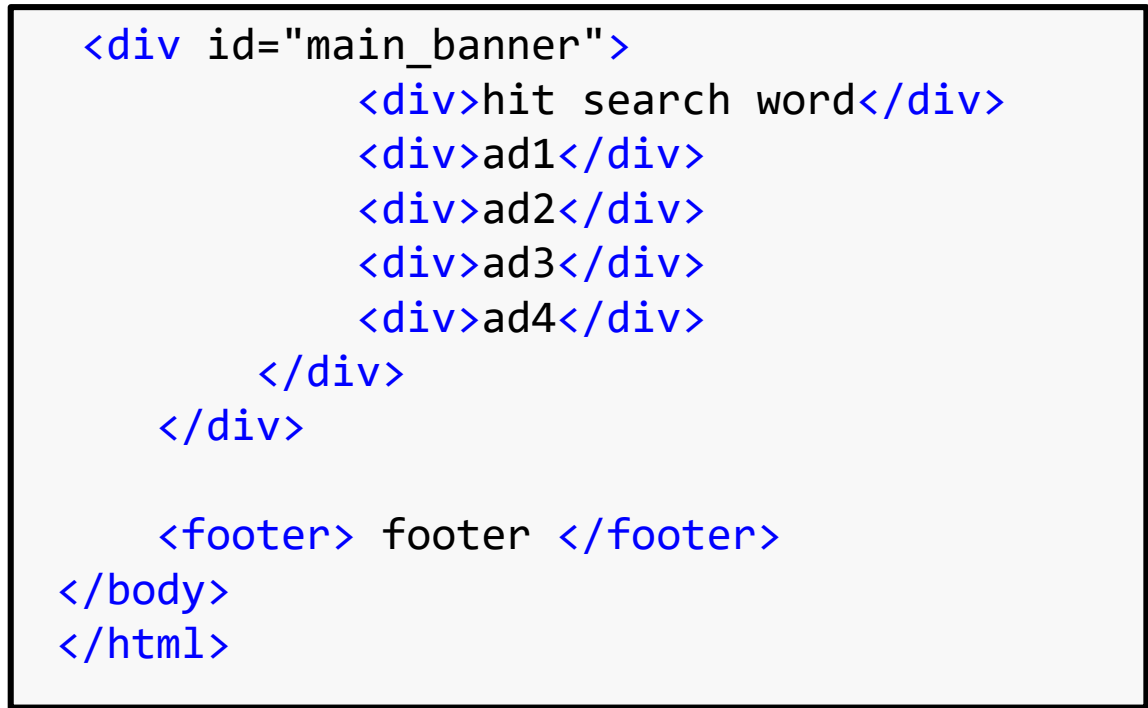 <div id="main_banner">
<div>hit search word</div>
<div>ad1</div>
<div>ad2</div>
<div>ad3</div>
<div>ad4</div>
</div>
</div>
<footer> footer </footer>
</body>
</html>